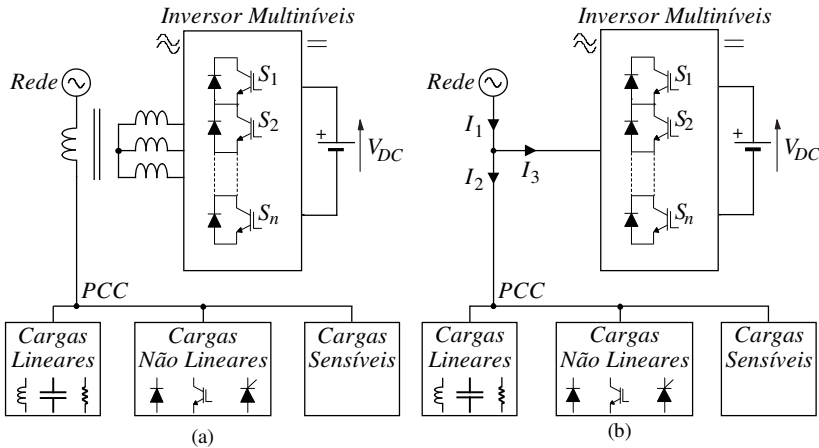 Inversor Multiníveis
Rede
S1
S2
Sn
+
VDC
PCC
Cargas
Lineares
Cargas
Não Lineares
Cargas
Sensíveis
(a)
Inversor Multiníveis
Rede
I1
I2
I3
S1
S2
Sn
+
VDC
PCC
Cargas
Lineares
Cargas
Não Lineares
Cargas
Sensíveis
(b)